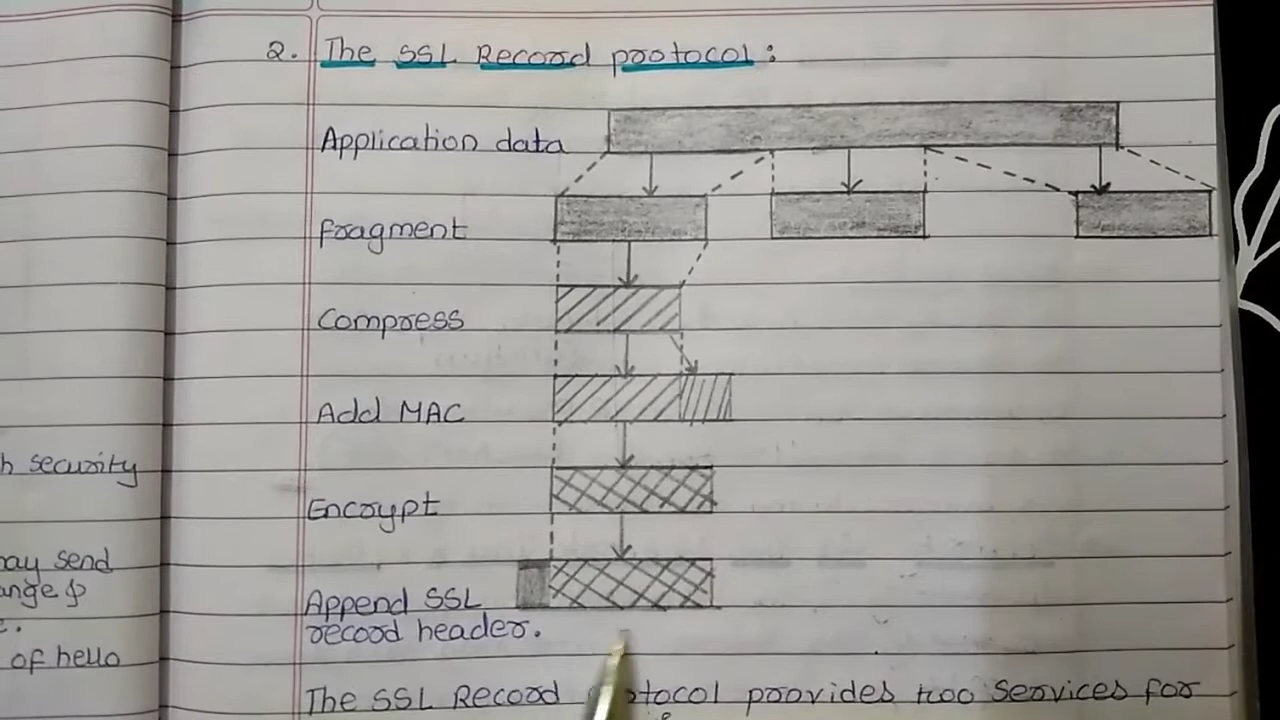 2. The SSL Record protocol :
Application data
fragment
Compress
Add MAC
Encrypt
Append SSL
record header.
The SSL Record provides two services for
h security
may send
ange &
of hello